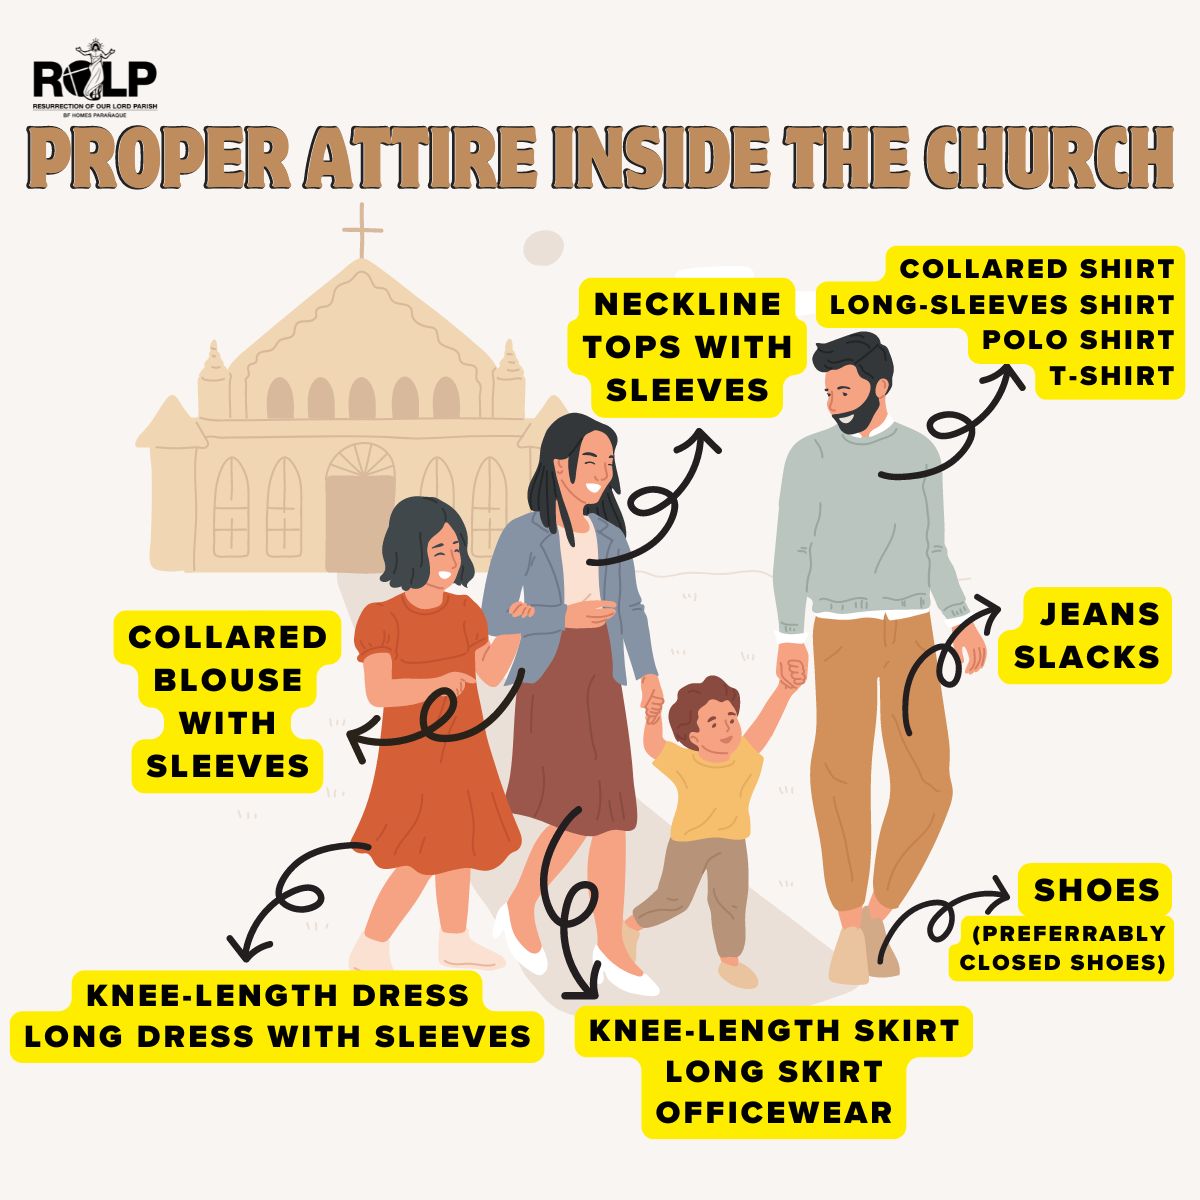 ROLP
RESURRECTION OF OUR LORD PARISH
BF HOMES PARAÑAQUE
PROPER ATTIRE INSIDE THE CHURCH
COLLARED SHIRT
LONG-SLEEVES SHIRT
POLO SHIRT
T-SHIRT
NECKLINE
TOPS WITH
SLEEVES
JEANS
SLACKS
COLLARED
BLOUSE
WITH
SLEEVES
SHOES
(PREFERRABLY
CLOSED SHOES)
KNEE-LENGTH DRESS
LONG DRESS WITH SLEEVES
KNEE-LENGTH SKIRT
LONG SKIRT
OFFICEWEAR